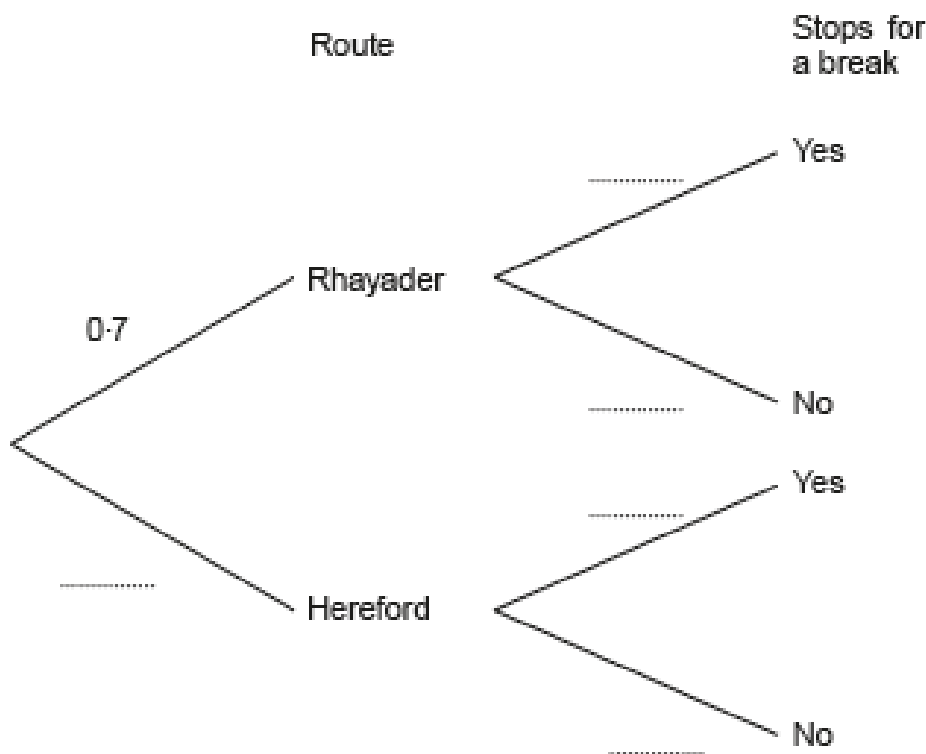 Route
Stops for
a break
Yes
Rhayader
0·7
No
Yes
Hereford
No